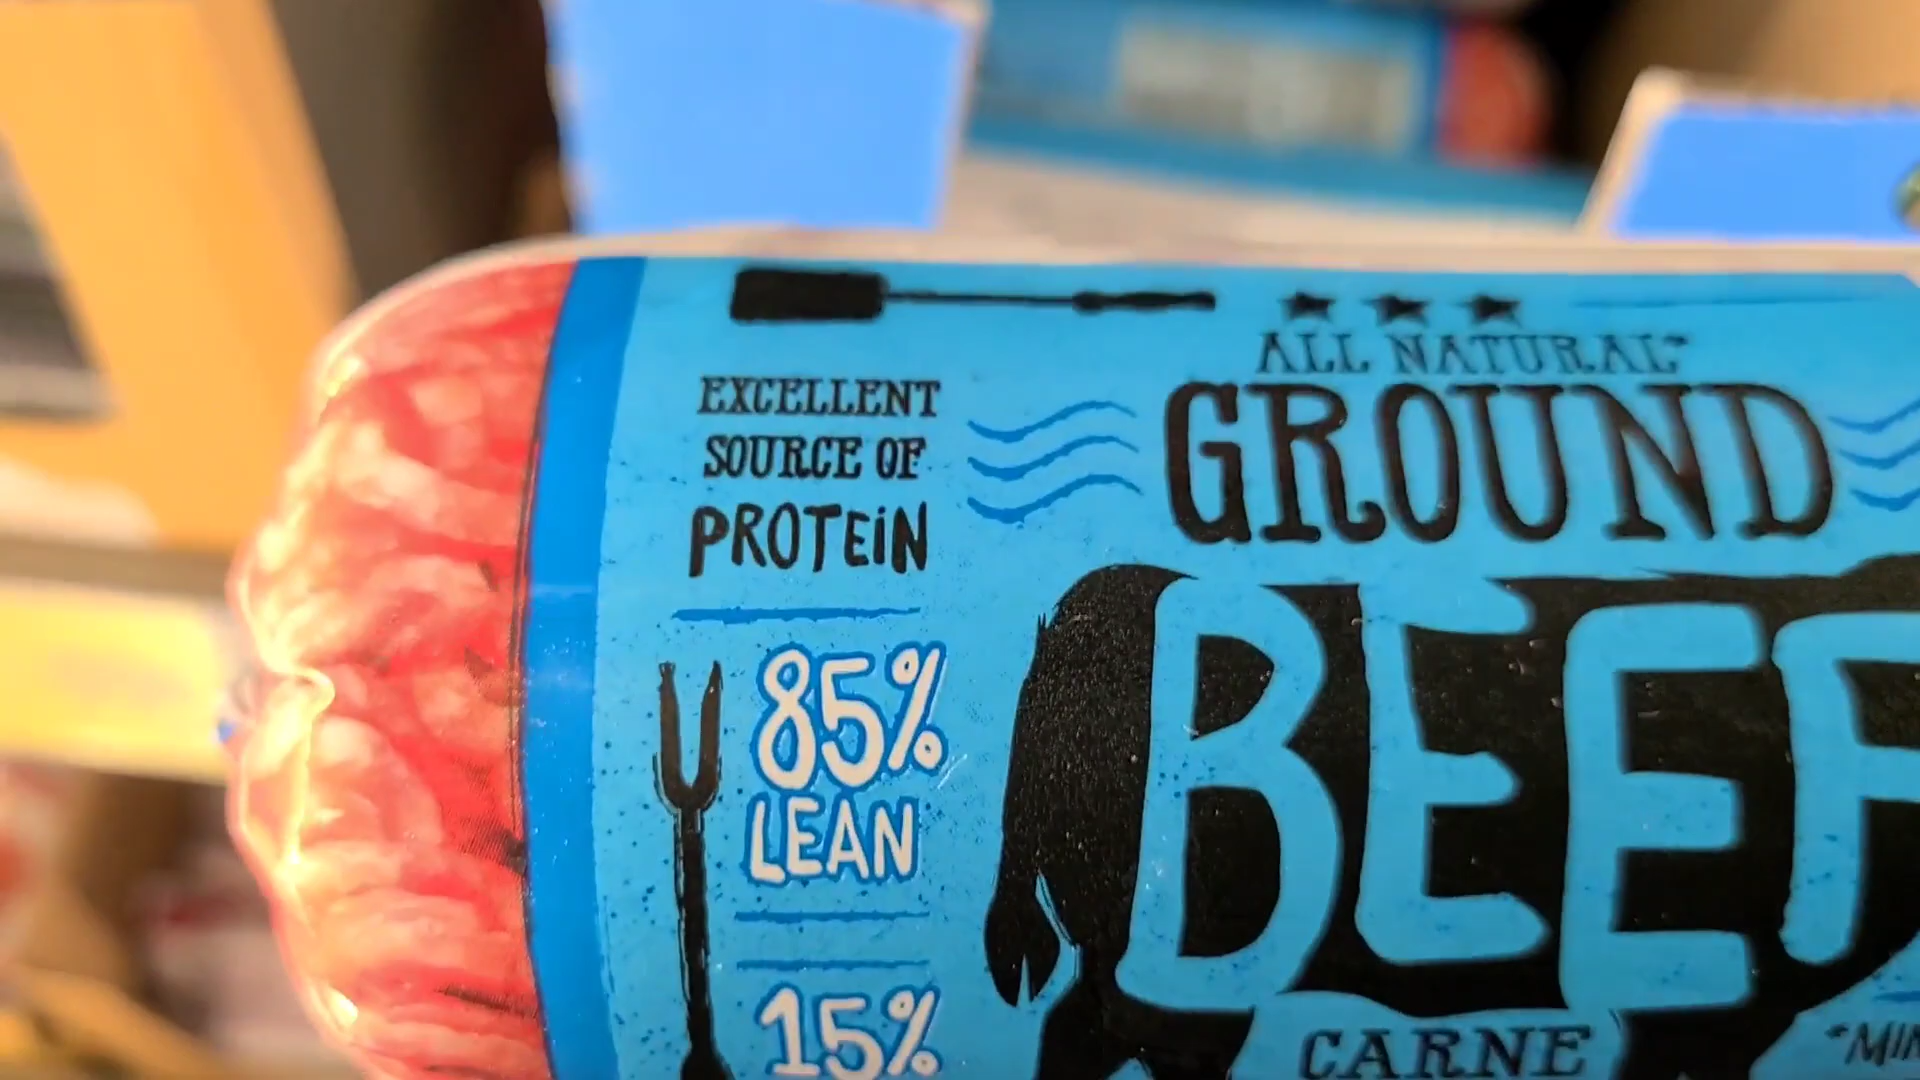 EXCELLENT
SOURCE OF
PROTEIN
85%
LEAN
15%
ALL NATURAL*
GROUND
BEEF
CARNE